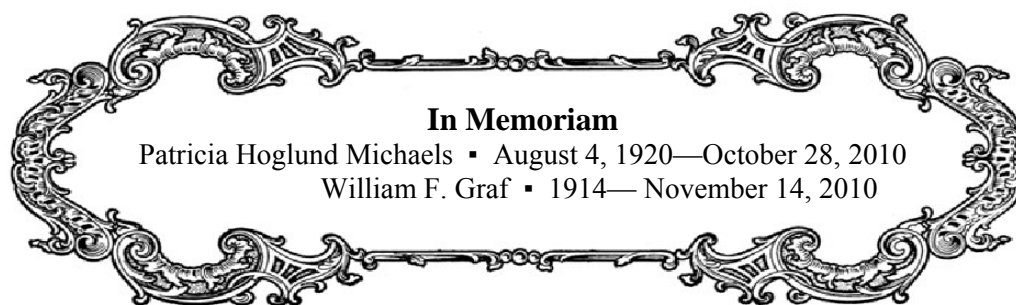 In Memoriam
Patricia Hoglund Michaels ▪ August 4, 1920—October 28, 2010
William F. Graf ▪ 1914— November 14, 2010